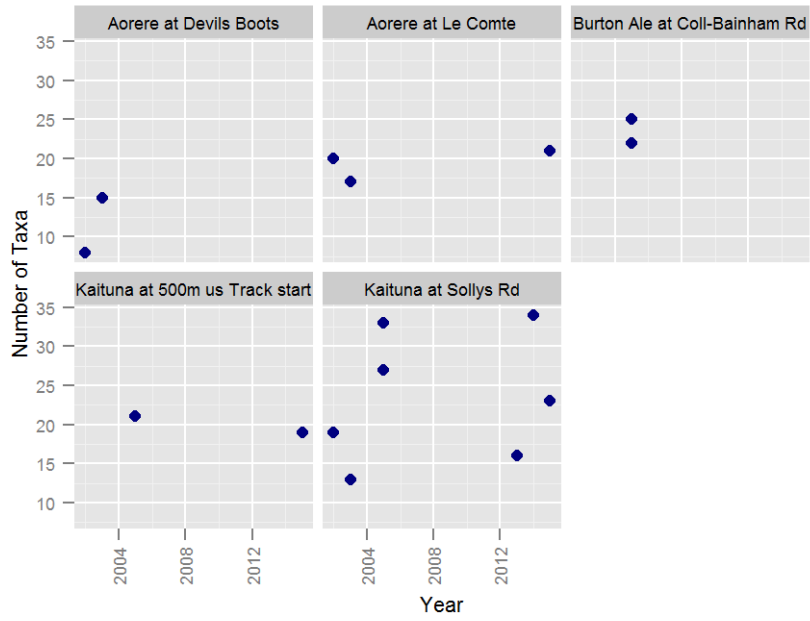 Aorere at Devils Boots
Aorere at Le Comte
Burton Ale at Coll-Bainham Rd
35
30
25
20
15
10
Kaituna at 500m us Track start
Kaituna at Sollys Rd
35
30
25
20
15
10
Number of Taxa
2004
2008
2012
2004
2008
2012
Year